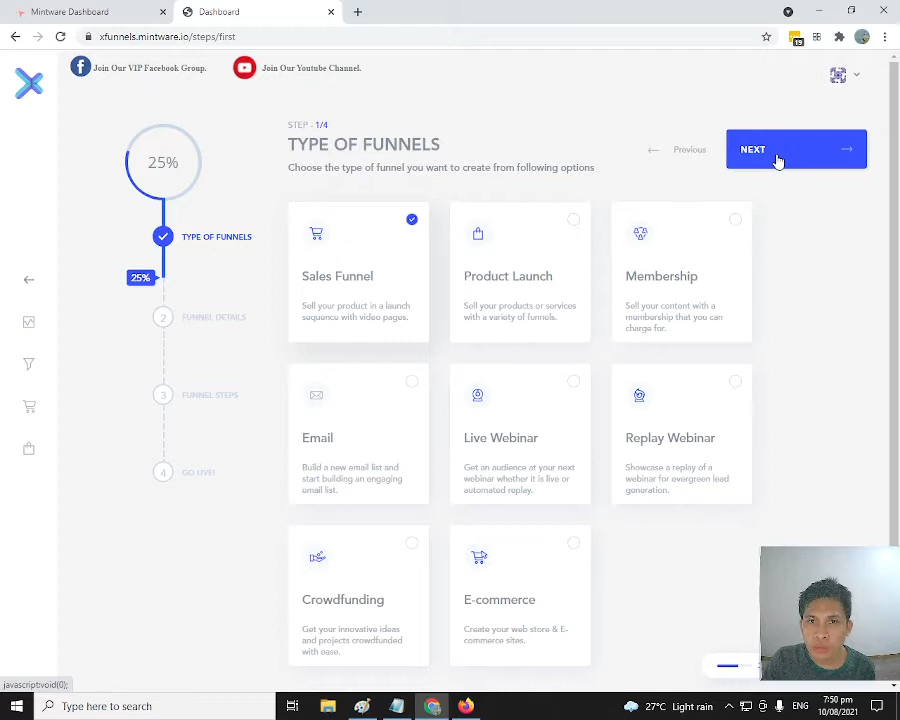 Mintware Dashboard
Dashboard
xfunnels.mintware.io/steps/first
19
Join Our VIP Facebook Group.
Join Our Youtube Channel.
25%
STEP - 1/4
TYPE OF FUNNELS
Choose the type of funnel you want to create from following options
Previous
NEXT
TYPE OF FUNNELS
25%
2
FUNNEL DETAILS
3
FUNNEL STEPS
4
GO LIVE!
Sales Funnel
Sell your product in a launch
sequence with video pages.
Product Launch
Sell your products or services
with a variety of funnels.
Membership
Sell your content with a
membership that you can
charge for.
Email
Build a new email list and
start building an engaging
email list.
Live Webinar
Get an audience at your next
webinar whether it is live or
automated replay.
Replay Webinar
Showcase a replay of a
webinar for evergreen lead
generation.
Crowdfunding
Get your innovative ideas
and projects crowdfunded
with ease.
E-commerce
Create your web store & E-
commerce sites.
javascript:void(0);
Type here to search
27°C Light rain
ENG
7:50 pm
10/08/2021